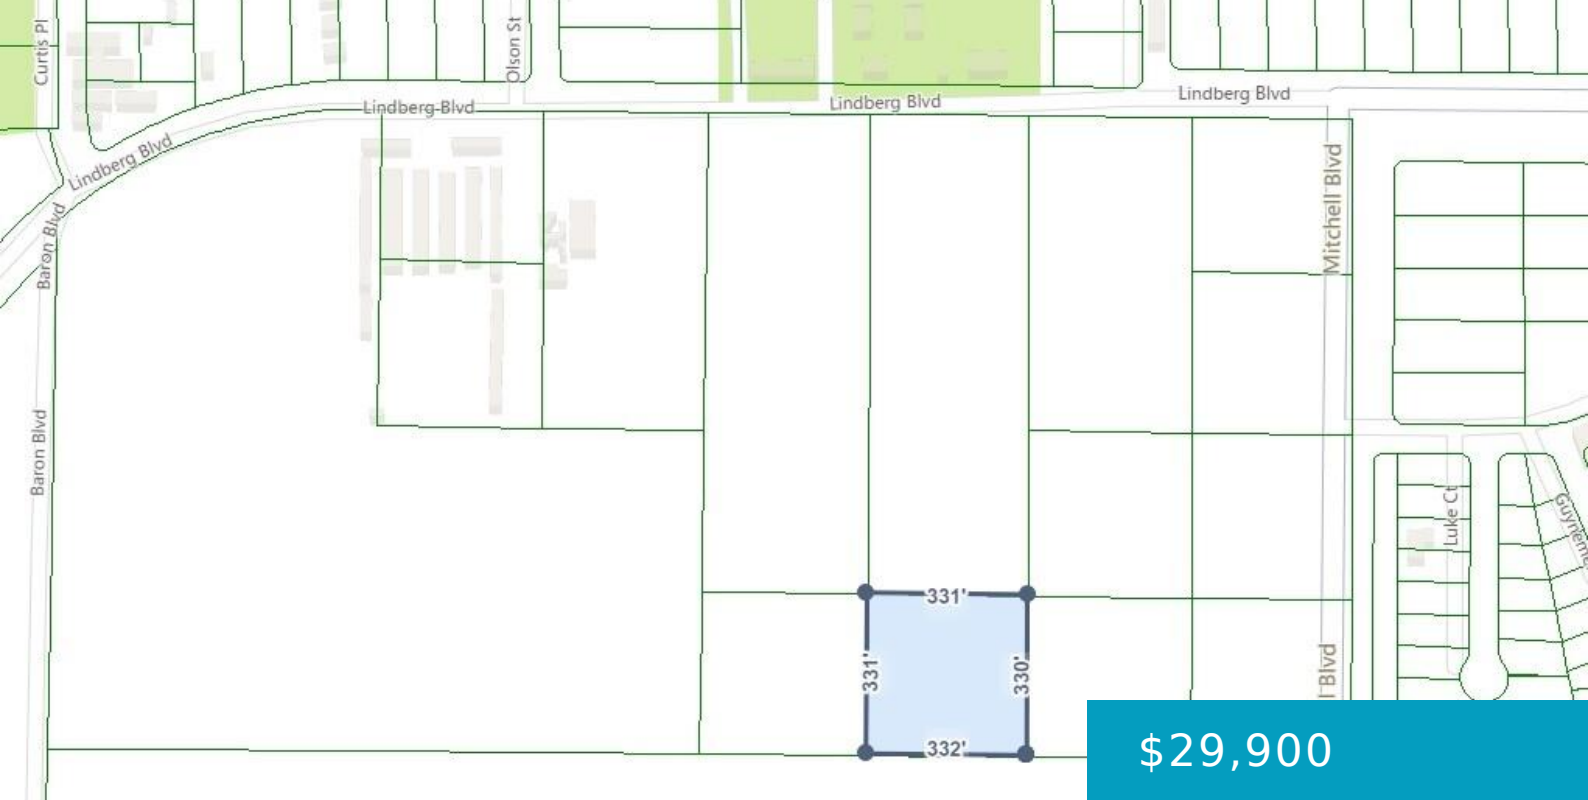 Curtis Pl
Olson St
Lindberg Blvd
Lindberg Blvd
Lindberg Blvd
Lindberg Blvd
Mitchell Blvd
Baron Blvd
Baron Blvd
Luke Ct
331'
331'
330'
332'
l Blvd
$29,900